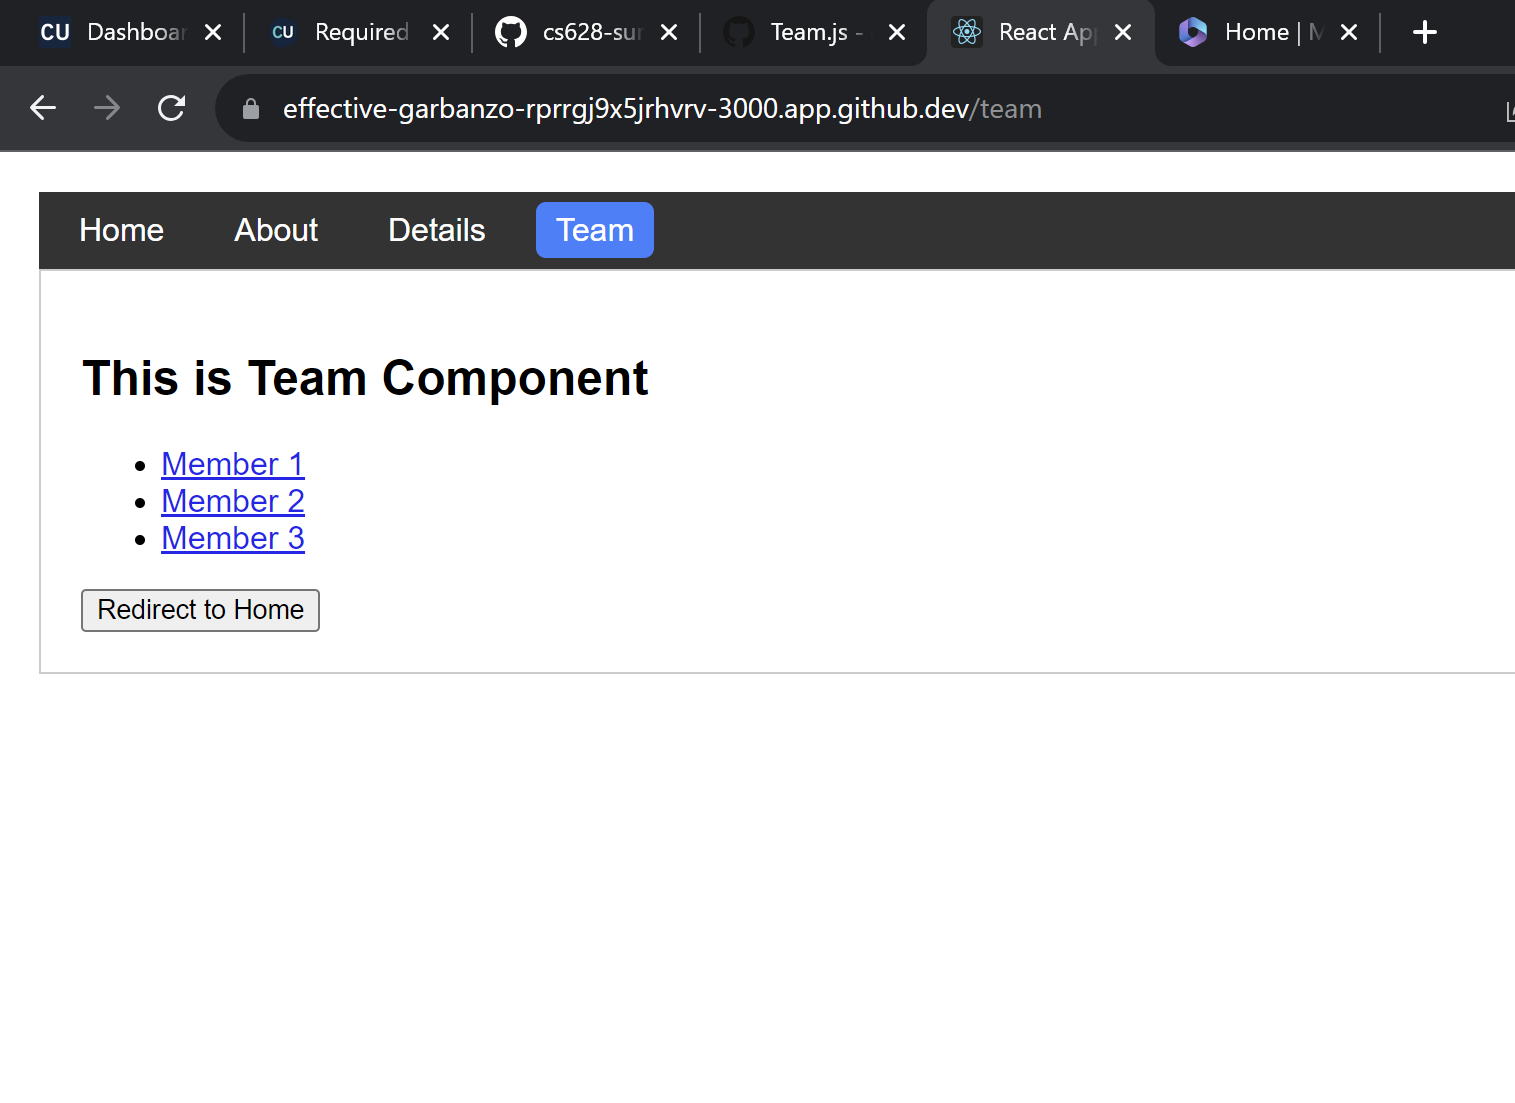 CU Dashboar CU Required cs628-sur Team.js - React Ap Home | M
effective-garbanzo-rprrgj9x5jrhvrv-3000.app.github.dev/team
Home About Details Team
This is Team Component
Member 1
Member 2
Member 3
Redirect to Home